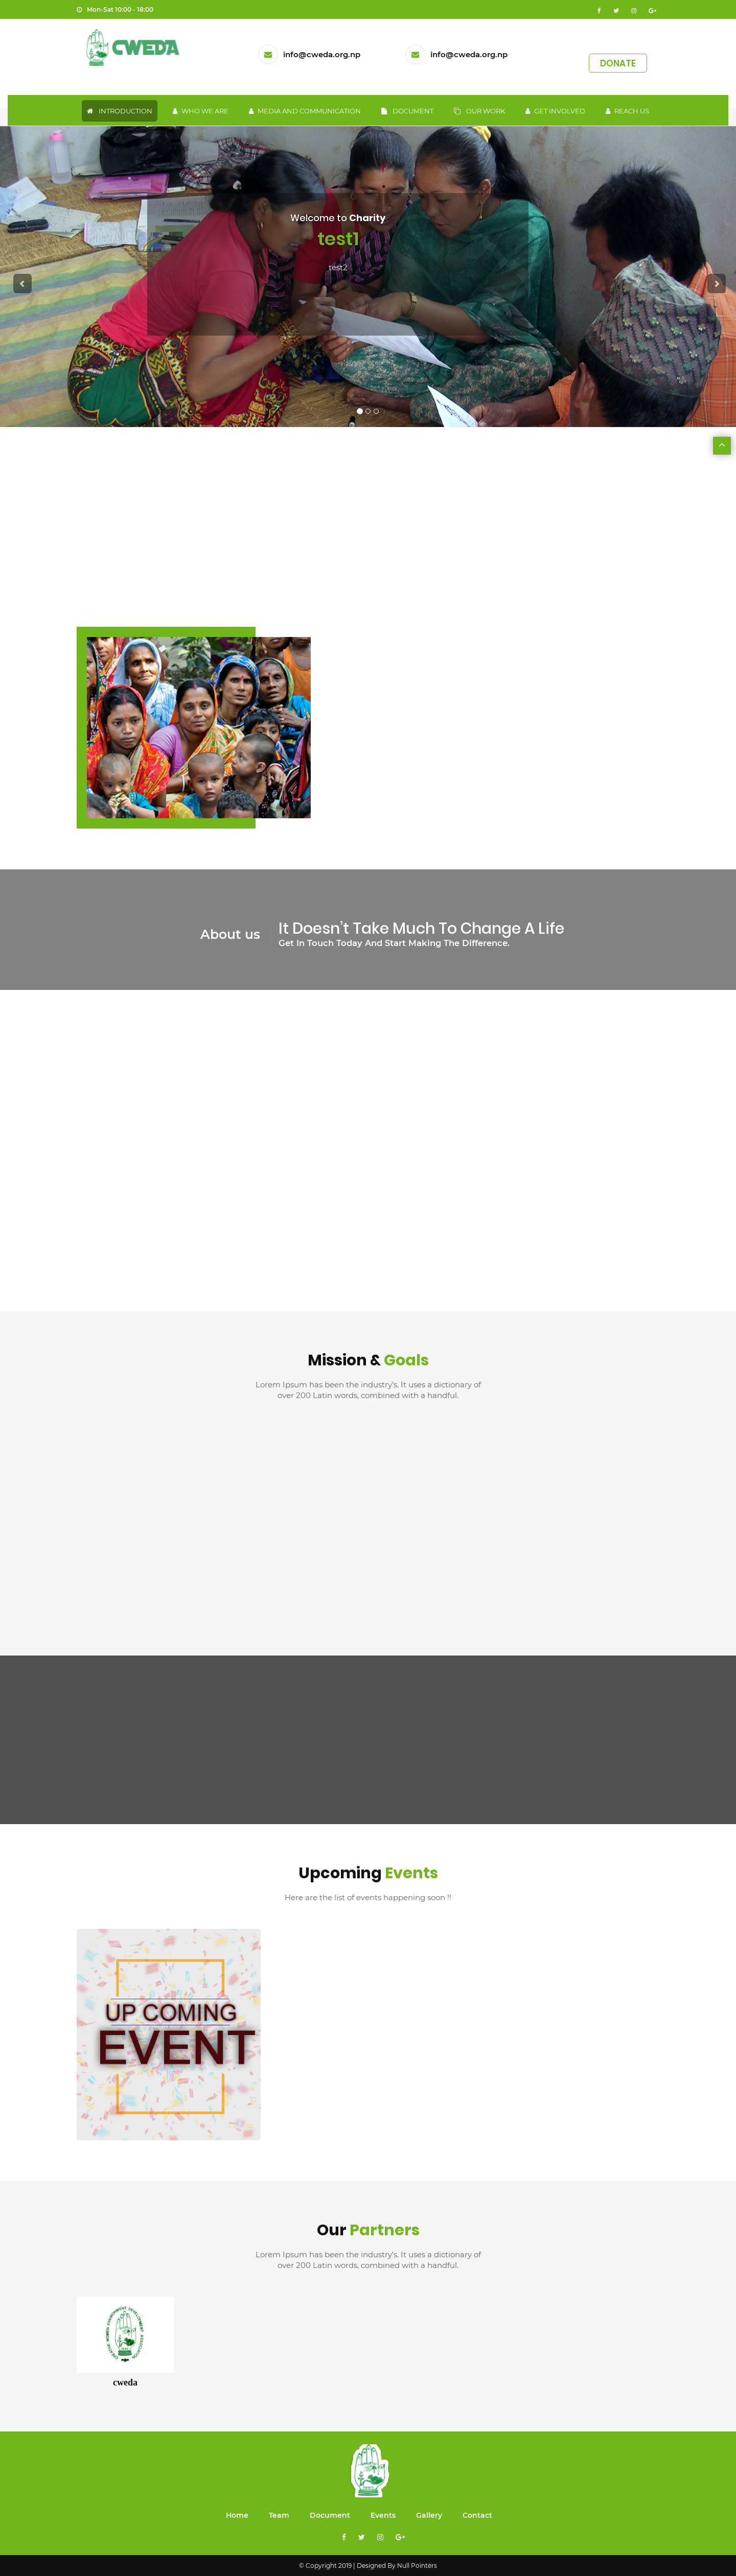 Mon-Sat 10:00 - 18:00
CWEDA
info@cweda.org.np
info@cweda.org.np
DONATE
INTRODUCTION
WHO WE ARE
MEDIA AND COMMUNICATION
DOCUMENT
OUR WORK
GET INVOLVED
REACH US
Welcome to Charity
test1
test2
About us
It Doesn't Take Much To Change A Life
Get In Touch Today And Start Making The Difference.
Mission & Goals
Lorem Ipsum has been the industry's. It uses a dictionary of
over 200 Latin words, combined with a handful.
Upcoming Events
Here are the list of events happening soon !!
UP COMING
EVENT
Our Partners
Lorem Ipsum has been the industry's. It uses a dictionary of
over 200 Latin words, combined with a handful.
cweda
Home
Team
Document
Events
Gallery
Contact
© Copyright 2019 | Designed By Null Pointers